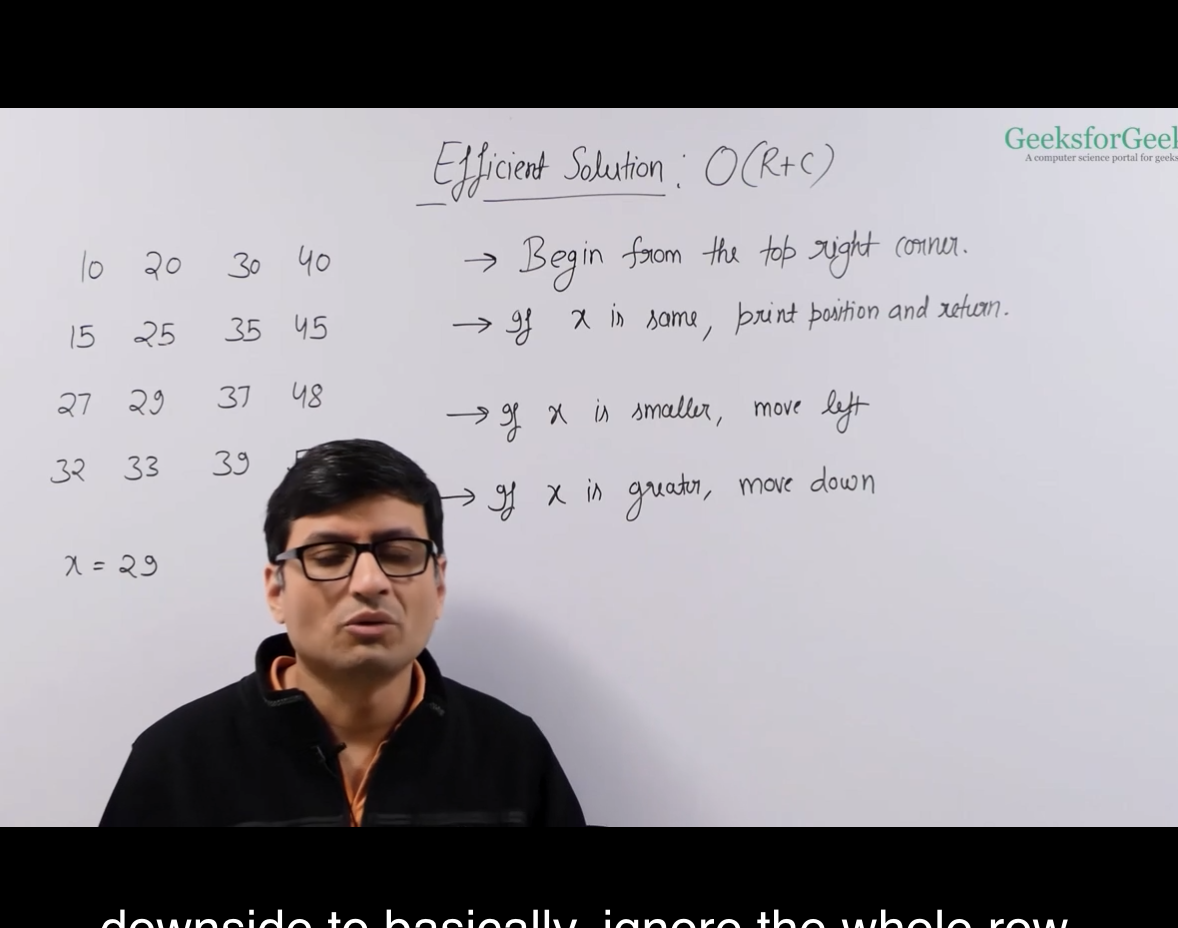 GeeksforGeek
A computer science portal for geeks
Efficient Solution : O(R+C)
10 20 30 40
15 25 35 45
27 29 37 48
32 33 39
x = 29
→ Begin from the top right corner.
→ If x is same, print position and return.
→ If x is smaller, move left
→ If x is greater, move down
downside to basically ignore the whole row